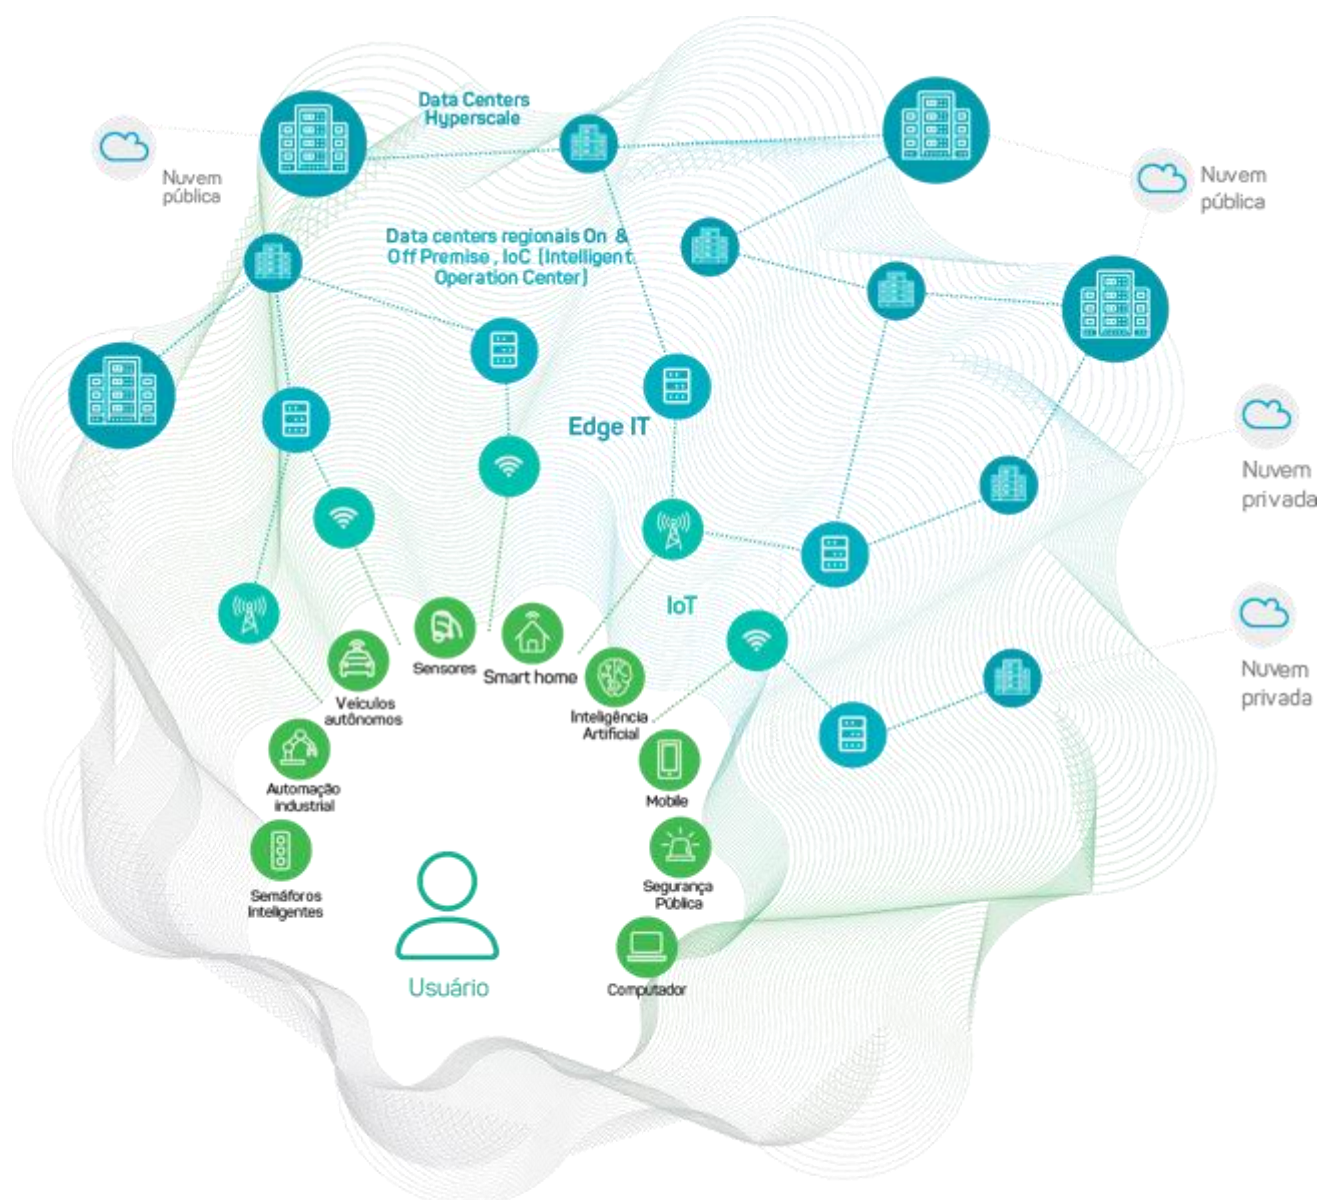 Data Centers
Hyperscale
Nuvem
pública
Nuvem
pública
Data centers regionais On &
Off Premise , IoC (Intelligent
Operation Center)
Edge IT
Nuvem
privada
IoT
Sensores
Smart home
Nuvem
privada
Veículos
autônomos
Inteligência
Artificial
Automação
industrial
Mobile
Semáforos
Inteligentes
Segurança
Pública
Usuário
Computador